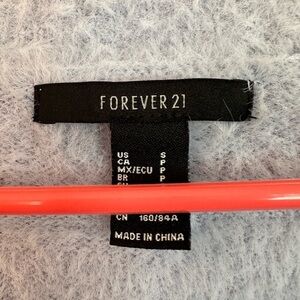 FOREVER 21
US S
CA P
MX/ECU P
BR P
CN 160/84A
MADE IN CHINA